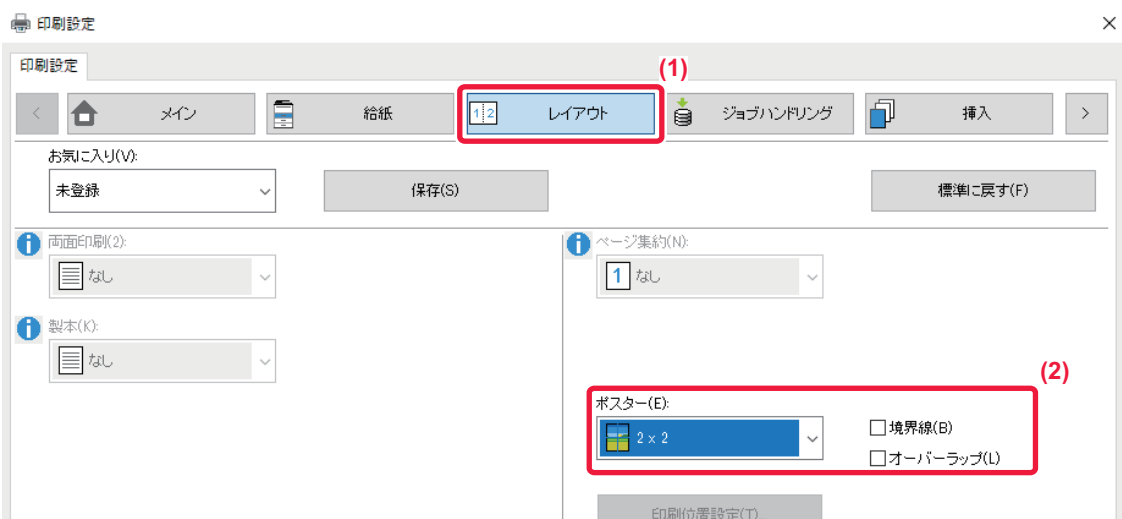 印刷設定
印刷設定
(1)
メイン
給紙
1 2
レイアウト
ジョブハンドリング
挿入
お気に入り(V):
未登録
保存(S)
標準に戻す(F)
両面印刷(2):
なし
ページ集約(N):
1 なし
製本(K):
なし
(2)
ポスター(E):
2 x 2
境界線(B)
オーバーラップ(L)
印刷位置設定(T)...